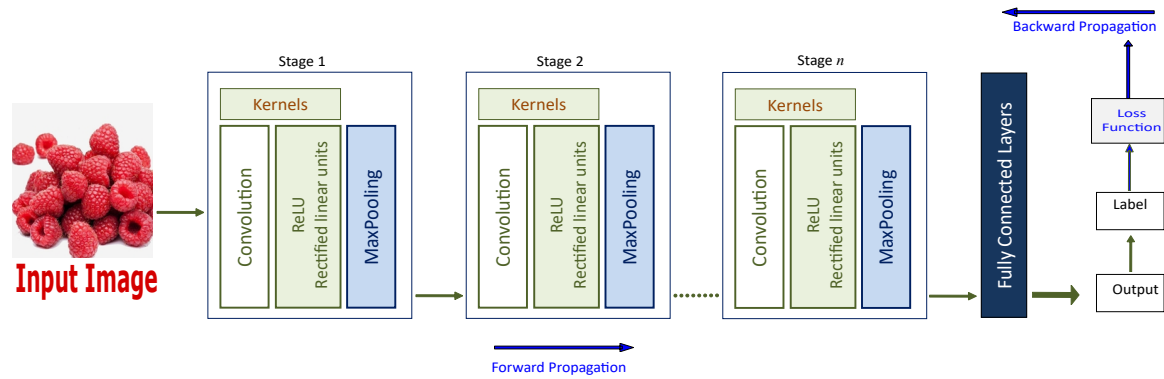 Backward Propagation
Stage 1
Stage 2
Stage n
Kernels
Convolution
ReLU
Rectified linear units
MaxPooling
Kernels
Convolution
ReLU
Rectified linear units
MaxPooling
Kernels
Convolution
ReLU
Rectified linear units
MaxPooling
Fully Connected Layers
Loss
Function
Label
Output
Input Image
Forward Propagation